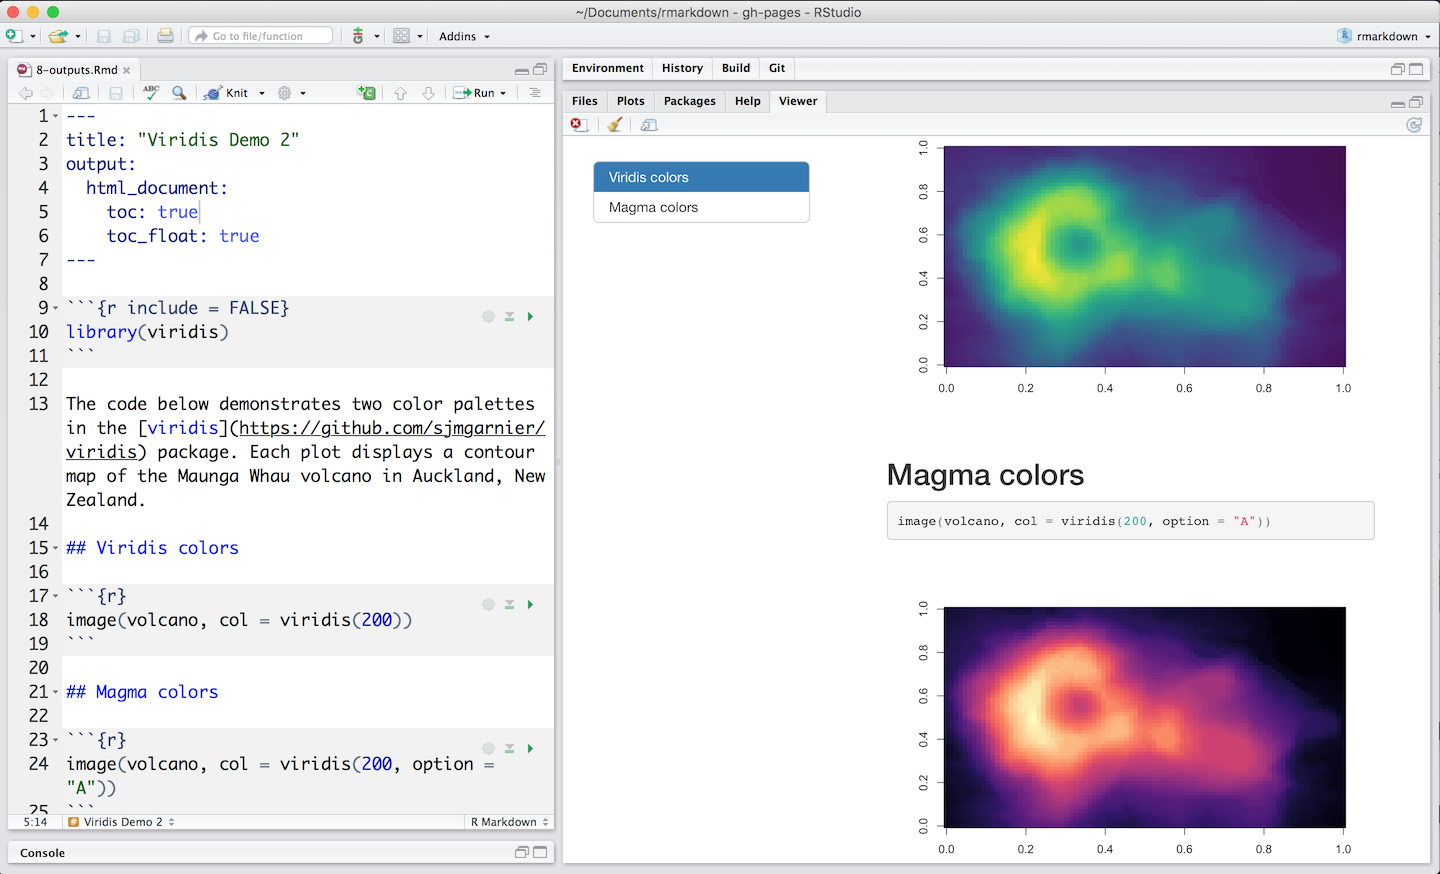 ~/Documents/rmarkdown - gh-pages - RStudio
Go to file/function
Addins
rmarkdown
8-outputs.Rmd
ABC
Knit
Run
1 ---
2 title: "Viridis Demo 2"
3 output:
4 html_document:
5 toc: true
6 toc_float: true
7 ---
8
9 ```{r include = FALSE}
10 library(viridis)
11 ```
12
13 The code below demonstrates two color palettes
in the [viridis](https://github.com/sjmgarnier/
viridis) package. Each plot displays a contour
map of the Maunga Whau volcano in Auckland, New
Zealand.
14
15 ## Viridis colors
16
17 ```{r}
18 image(volcano, col = viridis(200))
19 ```
20
21 ## Magma colors
22
23 ```{r}
24 image(volcano, col = viridis(200, option =
"A"))
25 ```
5:14 # Viridis Demo 2 R Markdown
Console
Environment History Build Git
Files Plots Packages Help Viewer
Viridis colors
Magma colors
1.0
0.8
0.6
0.4
0.2
0.0
0.0 0.2 0.4 0.6 0.8 1.0
Magma colors
image(volcano, col = viridis(200, option = "A"))
1.0
0.8
0.6
0.4
0.2
0.0
0.0 0.2 0.4 0.6 0.8 1.0